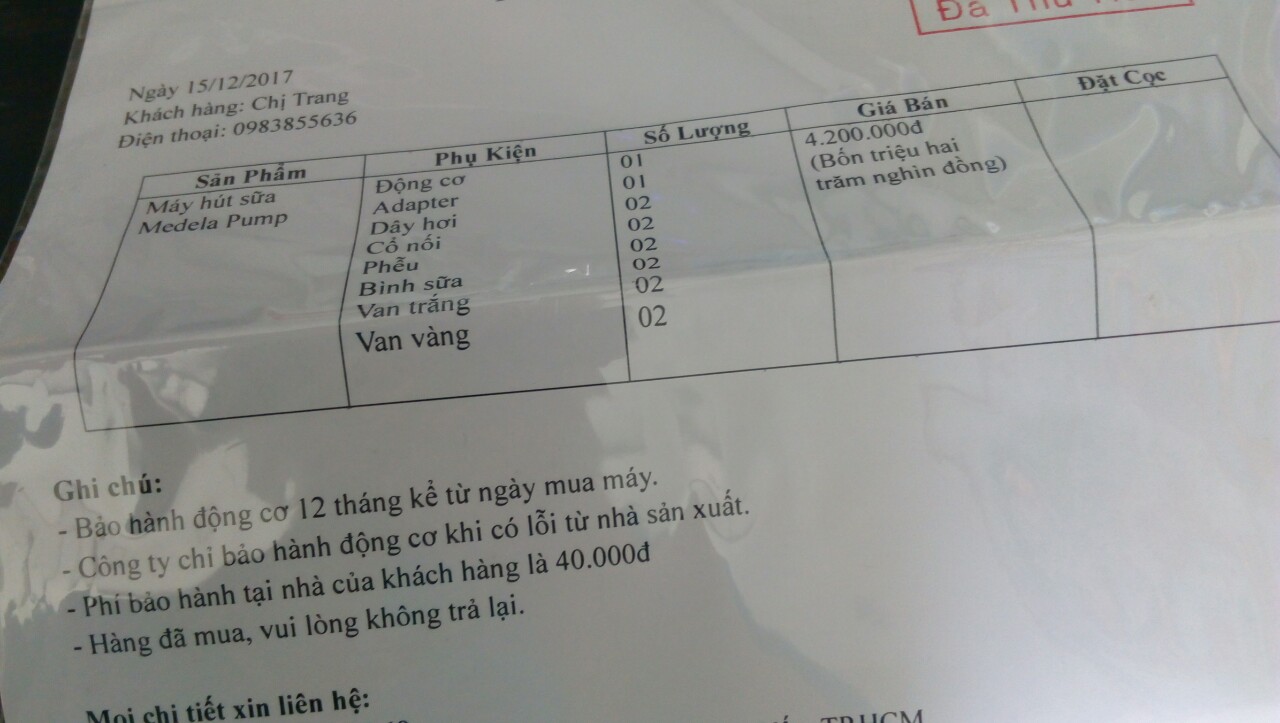 Đã Thu
Ngày 15/12/2017
Khách hàng: Chị Trang
Điện thoại: 0983855636
Sản Phẩm Phụ Kiện Số Lượng Giá Bán Đặt Cọc
Máy hút sữa Động cơ 01 4.200.000đ
Medela Pump Adapter 01 (Bốn triệu hai
Dây hơi 02 trăm nghìn đồng)
Cổ nối 02
Phễu 02
Bình sữa 02
Van trắng 02
Van vàng 02
Ghi chú:
- Bảo hành động cơ 12 tháng kể từ ngày mua máy.
- Công ty chỉ bảo hành động cơ khi có lỗi từ nhà sản xuất.
- Phí bảo hành tại nhà của khách hàng là 40.000đ
- Hàng đã mua, vui lòng không trả lại.
Mọi chi tiết xin liên hệ:
TP.HCM